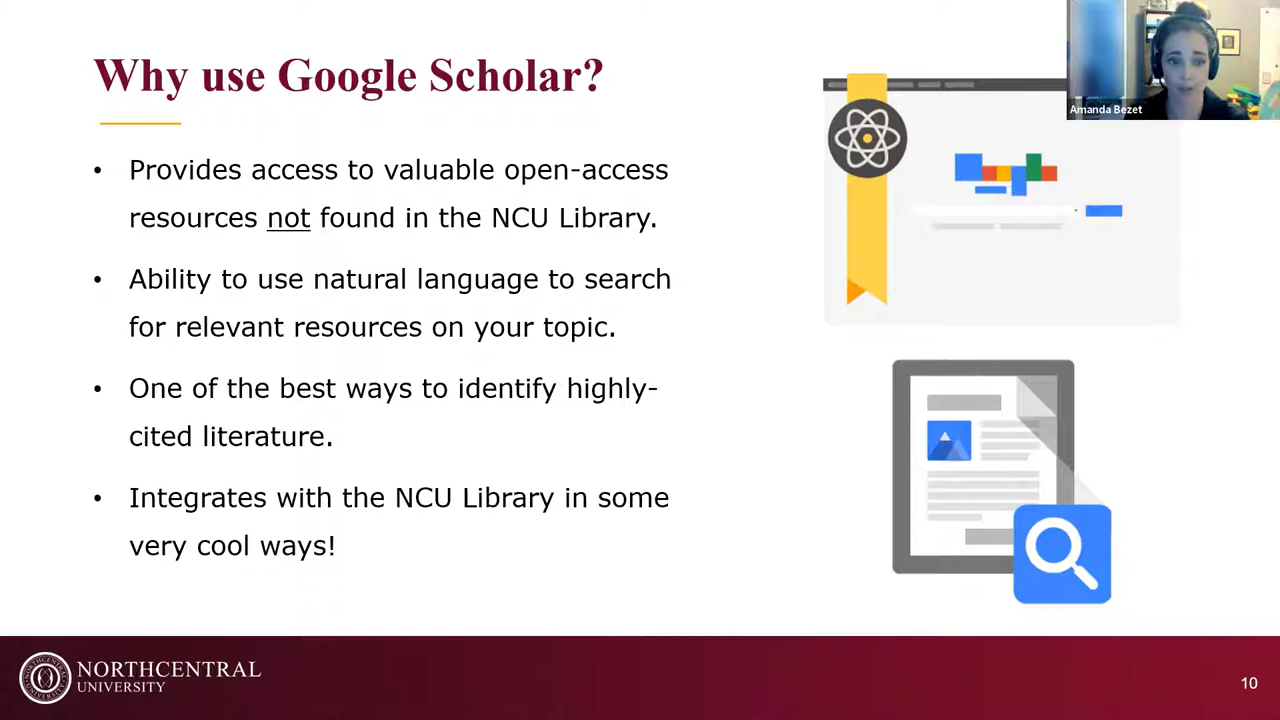 Why use Google Scholar?
Amanda Bezet
• Provides access to valuable open-access
resources not found in the NCU Library.
• Ability to use natural language to search
for relevant resources on your topic.
• One of the best ways to identify highly-
cited literature.
• Integrates with the NCU Library in some
very cool ways!
NORTHCENTRAL
UNIVERSITY
10